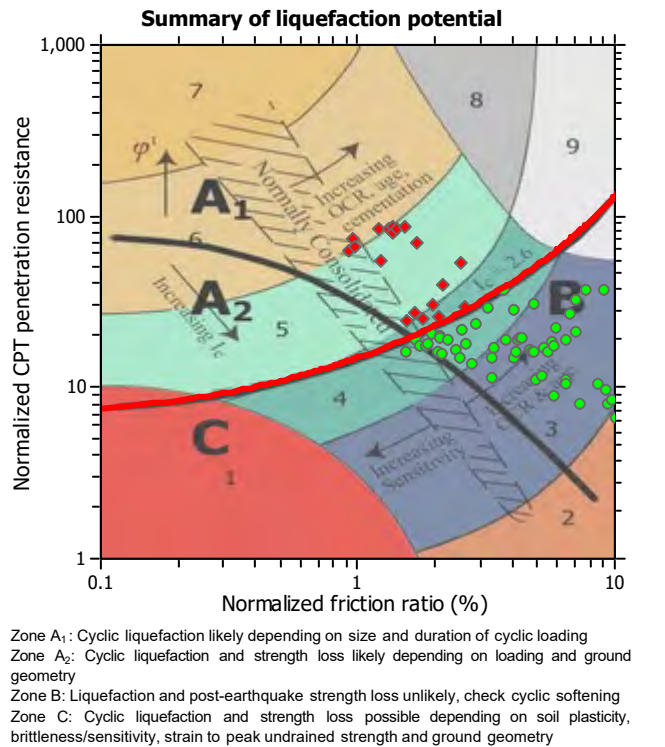 Summary of liquefaction potential
Normalized CPT penetration resistance
1,000
100
10
1
7
8
9
φ'
Increasing
OCR, age,
cementation
Normally Consolidated
A1
6
A2
Increasing Ic
5
Ic = 2.6
B
4
C
1
Increasing
Sensitivity
Increasing
OCR & age
3
2
0.1
1
10
Normalized friction ratio (%)
Zone A1: Cyclic liquefaction likely depending on size and duration of cyclic loading
Zone A2: Cyclic liquefaction and strength loss likely depending on loading and ground
geometry
Zone B: Liquefaction and post-earthquake strength loss unlikely, check cyclic softening
Zone C: Cyclic liquefaction and strength loss possible depending on soil plasticity,
brittleness/sensitivity, strain to peak undrained strength and ground geometry